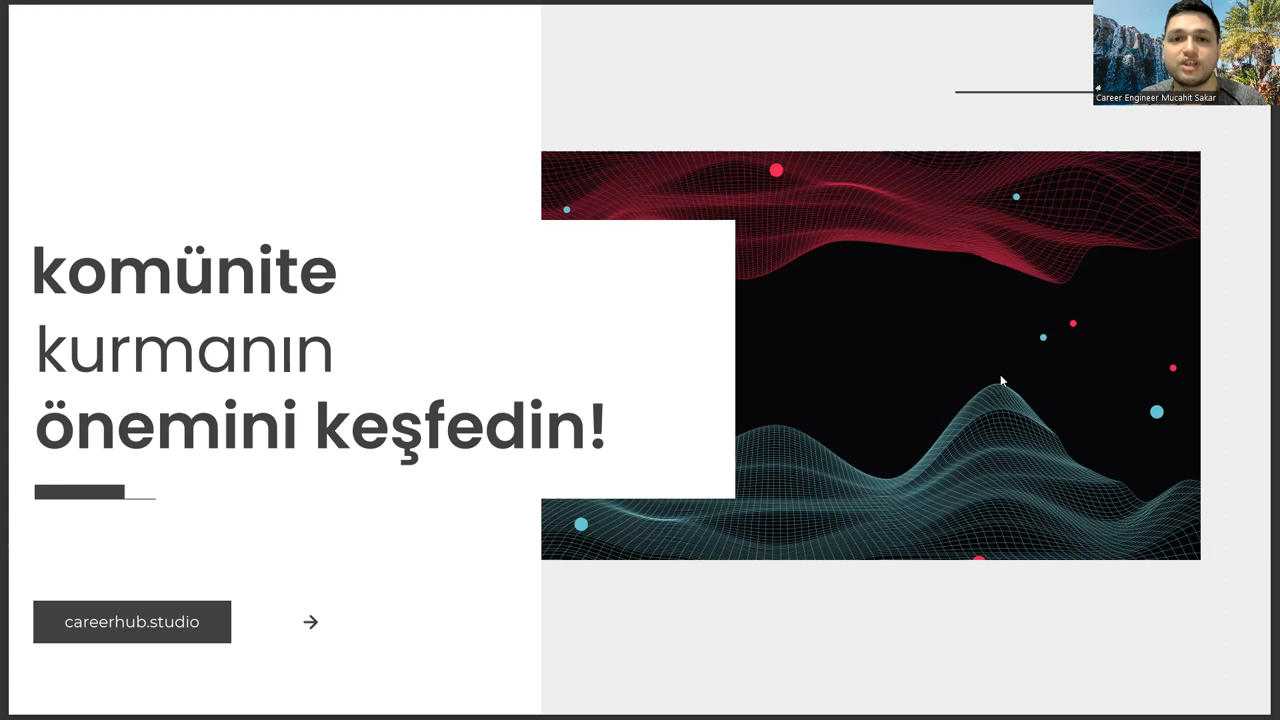 Career Engineer Mucahit Sakar
komünite
kurmanın
önemini keşfedin!
careerhub.studio